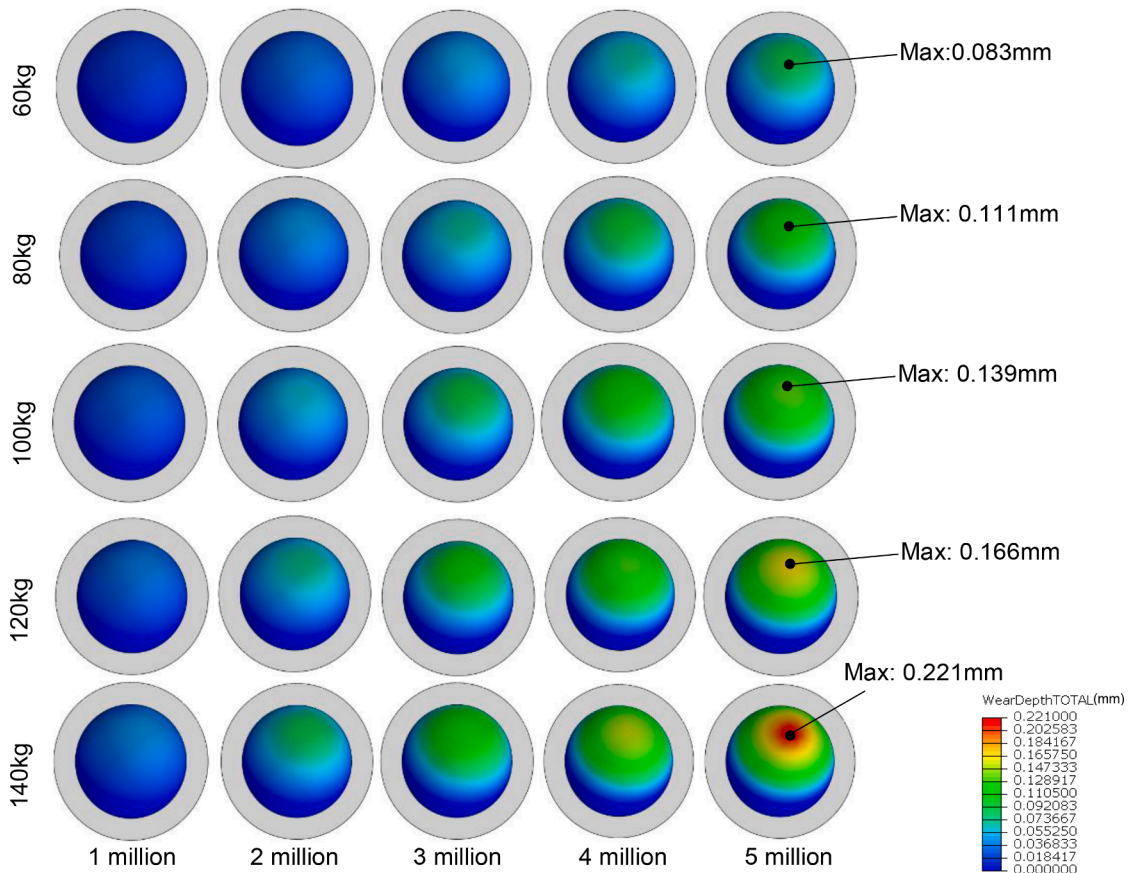 60kg
Max:0.083mm
80kg
Max: 0.111mm
100kg
Max: 0.139mm
120kg
Max: 0.166mm
140kg
Max: 0.221mm
WearDepthTOTAL(mm)
0.221000
0.202583
0.184167
0.165750
0.147333
0.128917
0.110500
0.092083
0.073667
0.055250
0.036833
0.018417
0.000000
1 million
2 million
3 million
4 million
5 million